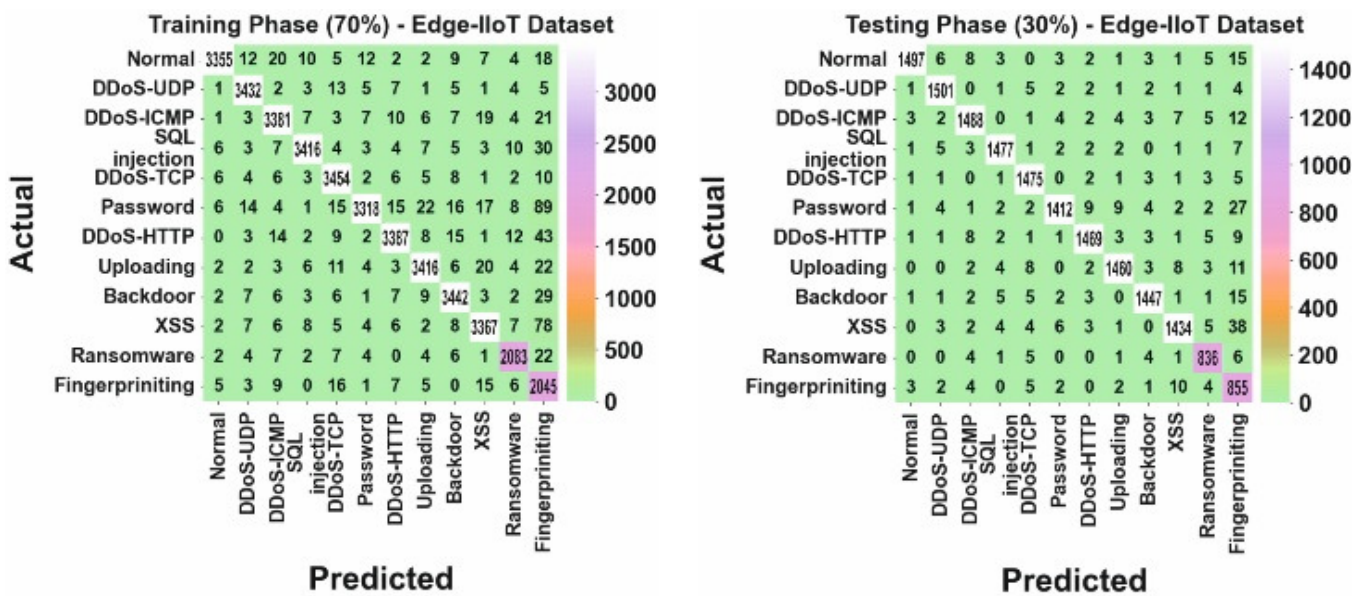 Training Phase (70%) - Edge-IIoT Dataset
Actual
Normal 3355 12 20 10 5 12 2 2 9 7 4 18
DDoS-UDP 1 3432 2 3 13 5 7 1 5 1 4 5
DDoS-ICMP 1 3 3381 7 3 7 10 6 7 19 4 21
SQL
injection 6 3 7 3416 4 3 4 7 5 3 10 30
DDoS-TCP 6 4 6 3 3454 2 6 5 8 1 2 10
Password 6 14 4 1 15 3318 15 22 16 17 8 89
DDoS-HTTP 0 3 14 2 9 2 3387 8 15 1 12 43
Uploading 2 2 3 6 11 4 3 3416 6 20 4 22
Backdoor 2 7 6 3 6 1 7 9 3442 3 2 29
XSS 2 7 6 8 5 4 6 2 8 3367 7 78
Ransomware 2 4 7 2 7 4 0 4 6 1 2083 22
Fingerpriniting 5 3 9 0 16 1 7 5 0 15 6 2045
Normal
DDoS-UDP
DDoS-ICMP
SQL
injection
DDoS-TCP
Password
DDoS-HTTP
Uploading
Backdoor
XSS
Ransomware
Fingerpriniting
Predicted
3000
2500
2000
1500
1000
500
0
Testing Phase (30%) - Edge-IIoT Dataset
Actual
Normal 1497 6 8 3 0 3 2 1 3 1 5 15
DDoS-UDP 1 1501 0 1 5 2 2 1 2 1 1 4
DDoS-ICMP 3 2 1488 0 1 4 2 4 3 7 5 12
SQL
injection 1 5 3 1477 1 2 2 2 0 1 1 7
DDoS-TCP 1 1 0 1 1475 0 2 1 3 1 3 5
Password 1 4 1 2 2 1412 9 9 4 2 2 27
DDoS-HTTP 1 1 8 2 1 1 1469 3 3 1 5 9
Uploading 0 0 2 4 8 0 2 1460 3 8 3 11
Backdoor 1 1 2 5 5 2 3 0 1447 1 1 15
XSS 0 3 2 4 4 6 3 1 0 1434 5 38
Ransomware 0 0 4 1 5 0 0 1 4 1 836 6
Fingerpriniting 3 2 4 0 5 2 0 2 1 10 4 855
Normal
DDoS-UDP
DDoS-ICMP
SQL
injection
DDoS-TCP
Password
DDoS-HTTP
Uploading
Backdoor
XSS
Ransomware
Fingerpriniting
Predicted
1400
1200
1000
800
600
400
200
0